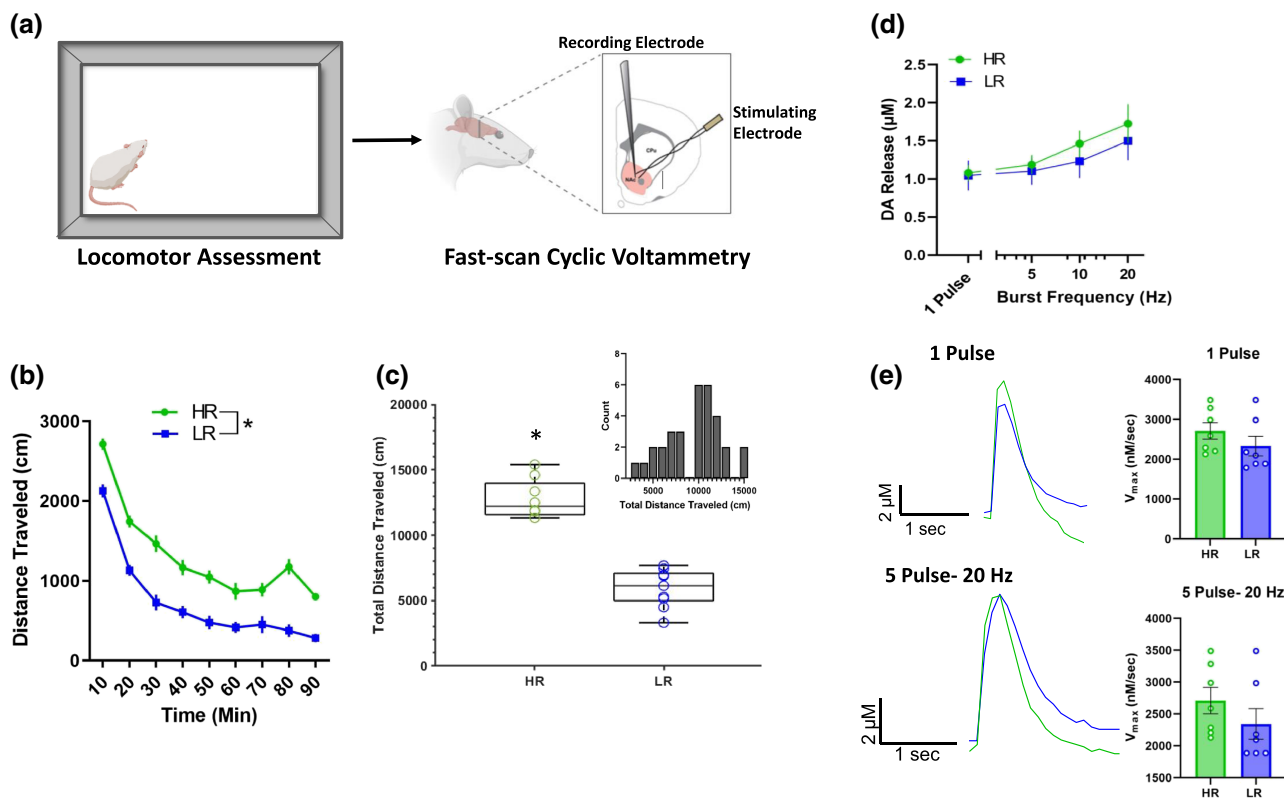 (a)
Recording Electrode
Stimulating
Electrode
CPu
NAc
Locomotor Assessment
Fast-scan Cyclic Voltammetry
(b)
HR
LR
*
3000
2000
1000
0
Distance Traveled (cm)
10 20 30 40 50 60 70 80 90
Time (Min)
(c)
20000
15000
10000
5000
0
Total Distance Traveled (cm)
*
HR LR
8
6
4
2
0
Count
5000 10000 15000
Total Distance Traveled (cm)
(d)
HR
LR
2.5
2.0
1.5
1.0
0.5
0.0
DA Release (µM)
1 Pulse 5 10 20
Burst Frequency (Hz)
(e)
1 Pulse
2 µM
1 sec
1 Pulse
4000
3000
2000
1000
0
Vmax (nM/sec)
HR LR
5 Pulse- 20 Hz
2 µM
1 sec
5 Pulse- 20 Hz
4000
3500
3000
2500
2000
1500
Vmax (nM/sec)
HR LR